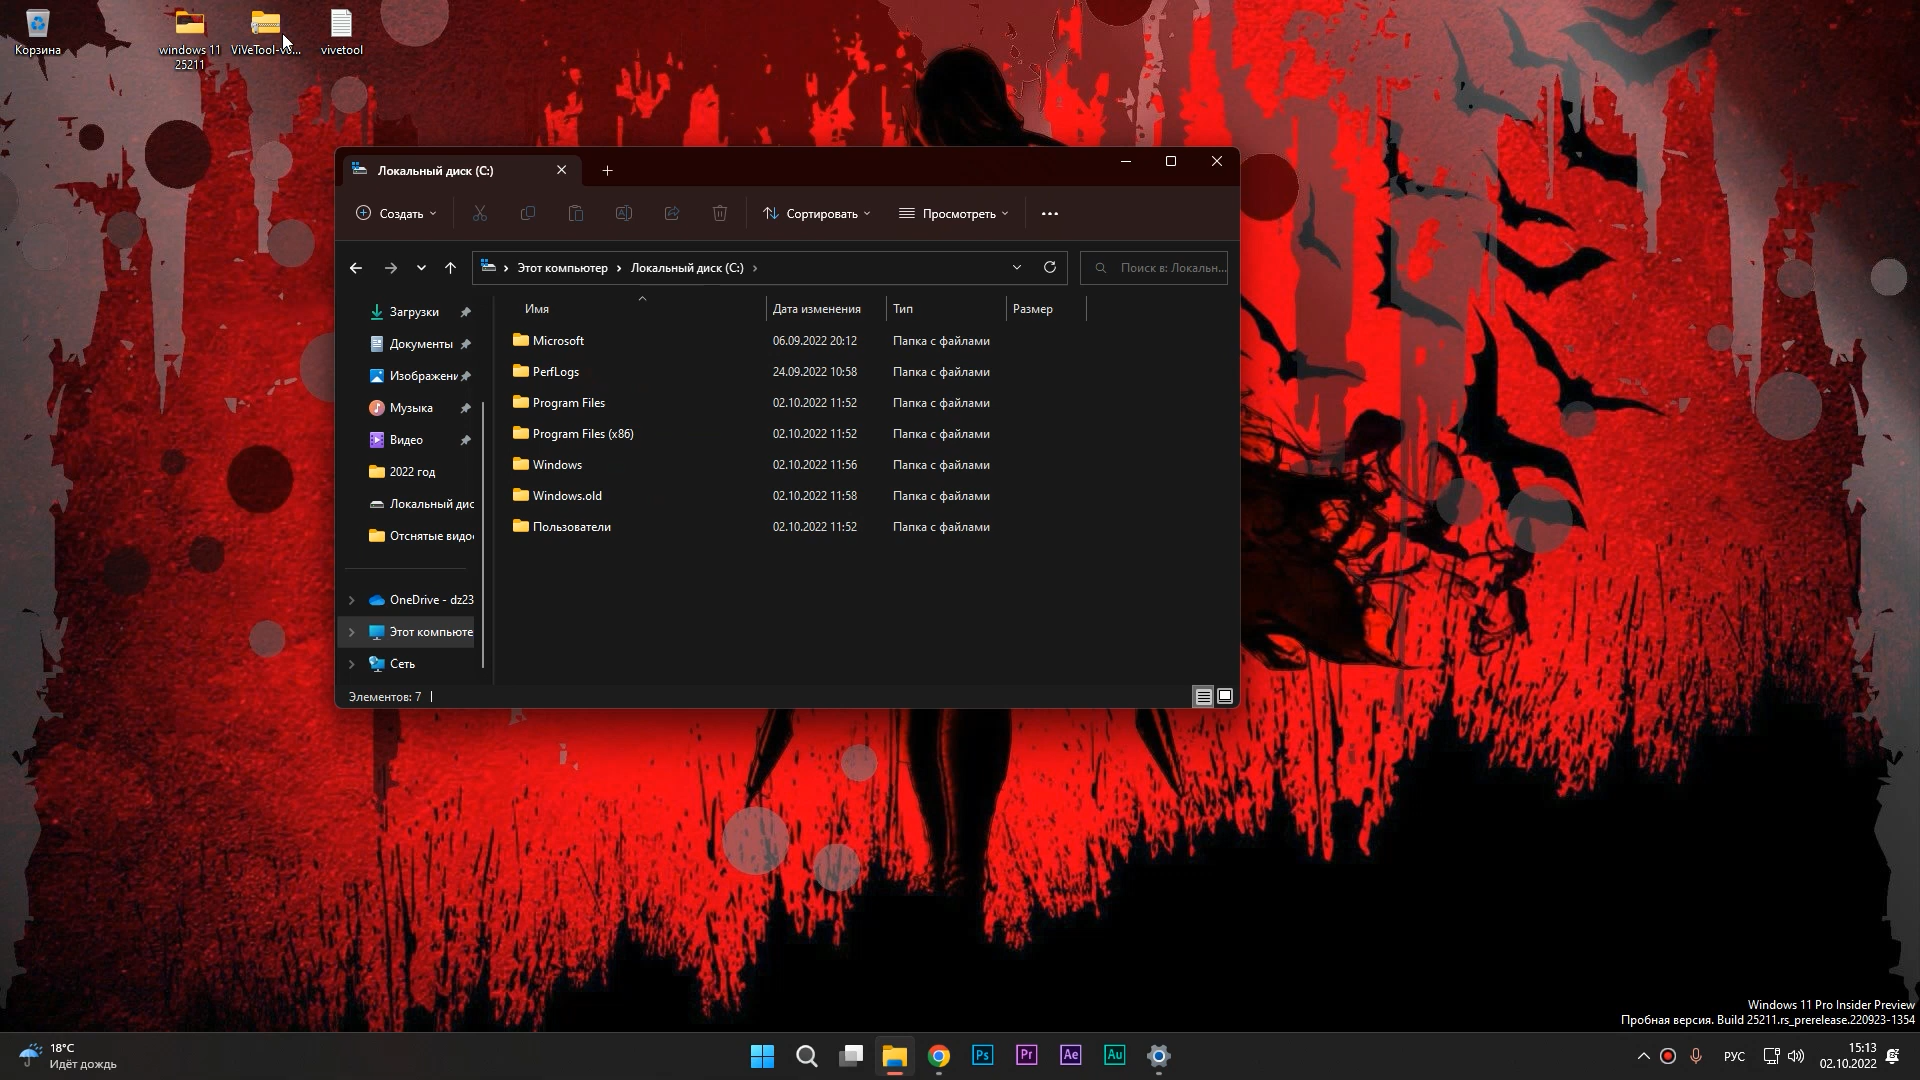 Корзина
windows 11
25211
ViVeTool-v0...
vivetool
Локальный диск (C:)
Создать
Сортировать
Просмотреть
Этот компьютер
Локальный диск (C:)
Поиск в: Локальн...
Имя
Дата изменения
Тип
Размер
Загрузки
Документы
Изображени
Музыка
Видео
2022 год
Локальный дис
Отснятые видо
OneDrive - dz23
Этот компьюте
Сеть
Microsoft 06.09.2022 20:12 Папка с файлами
PerfLogs 24.09.2022 10:58 Папка с файлами
Program Files 02.10.2022 11:52 Папка с файлами
Program Files (x86) 02.10.2022 11:52 Папка с файлами
Windows 02.10.2022 11:56 Папка с файлами
Windows.old 02.10.2022 11:58 Папка с файлами
Пользователи 02.10.2022 11:52 Папка с файлами
Элементов: 7
Windows 11 Pro Insider Preview
Пробная версия. Build 25211.rs_prerelease.220923-1354
18°C
Идёт дождь
Ps
Pr
Ae
Au
РУС
15:13
02.10.2022